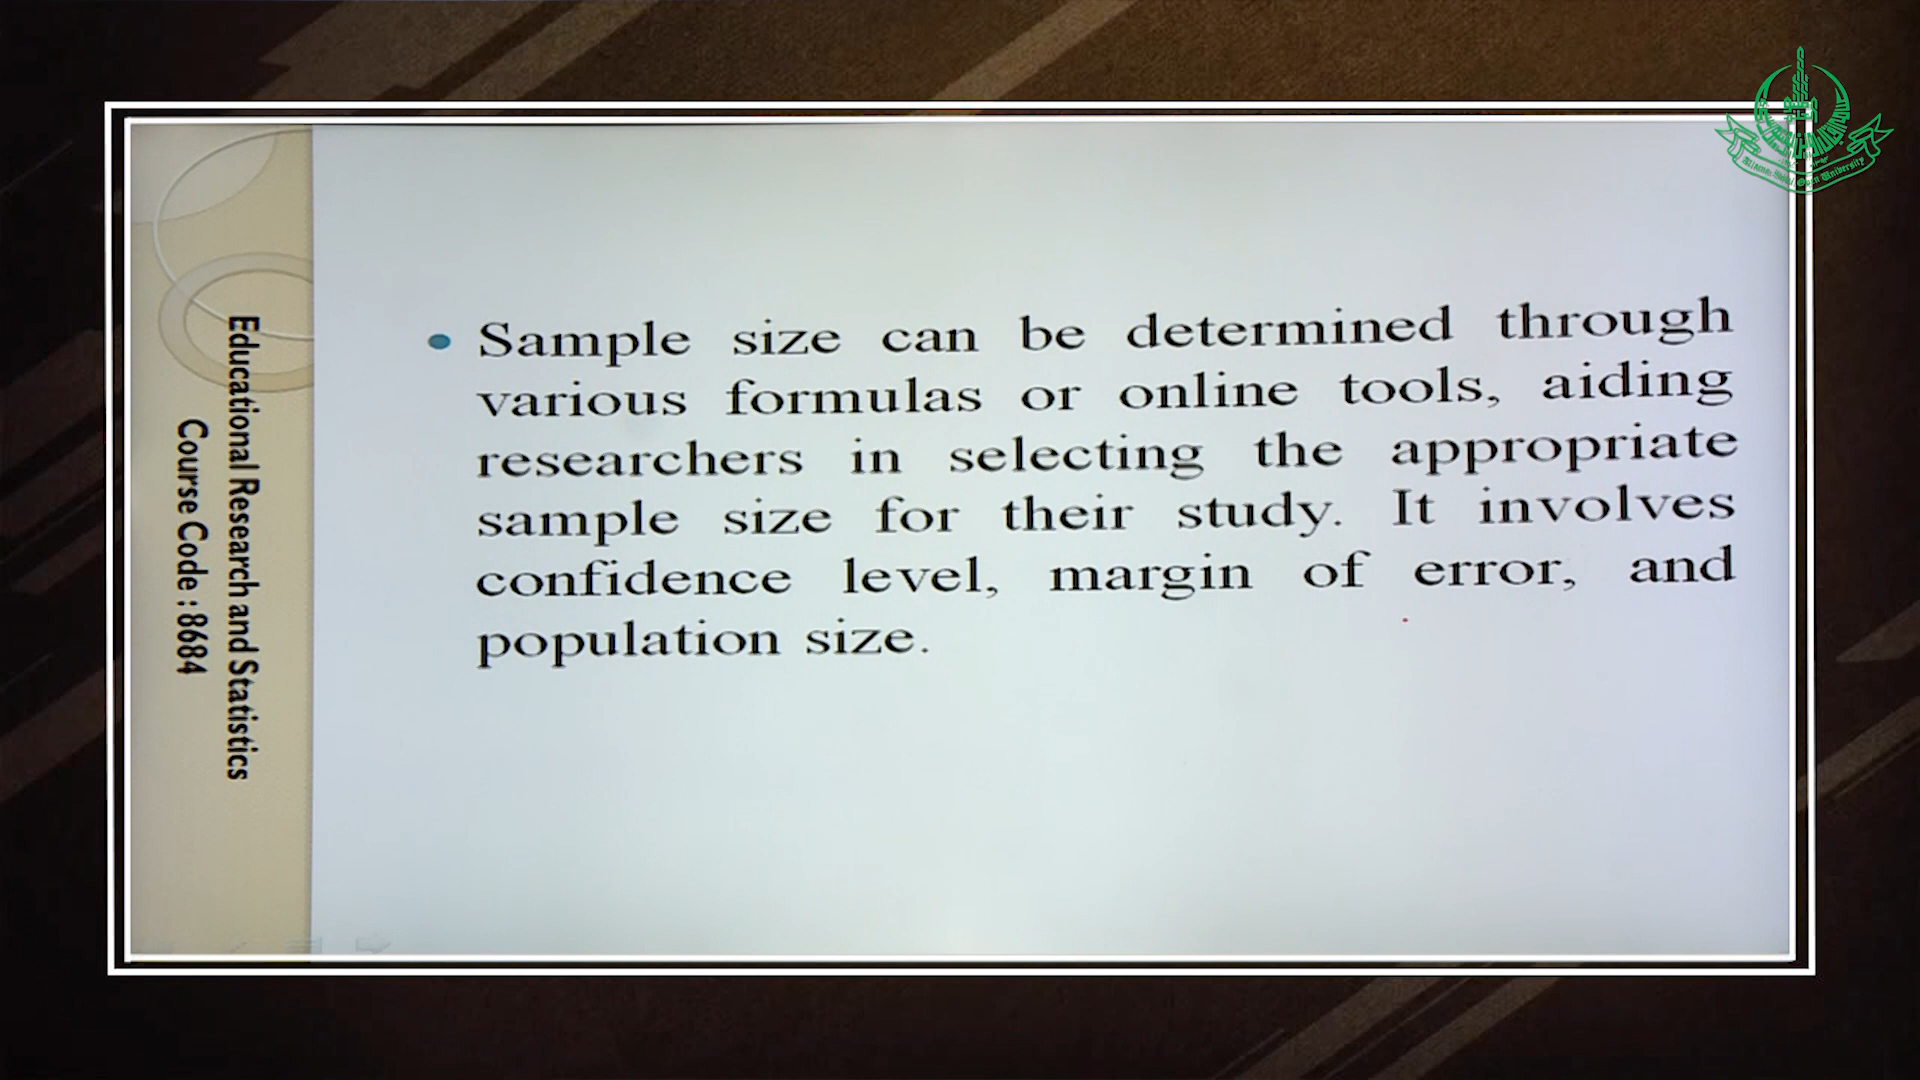 Sample size can be determined through
various formulas or online tools, aiding
researchers in selecting the appropriate
sample size for their study. It involves
confidence level, margin of error, and
population size.
Educational Research and Statistics
Course Code : 8684